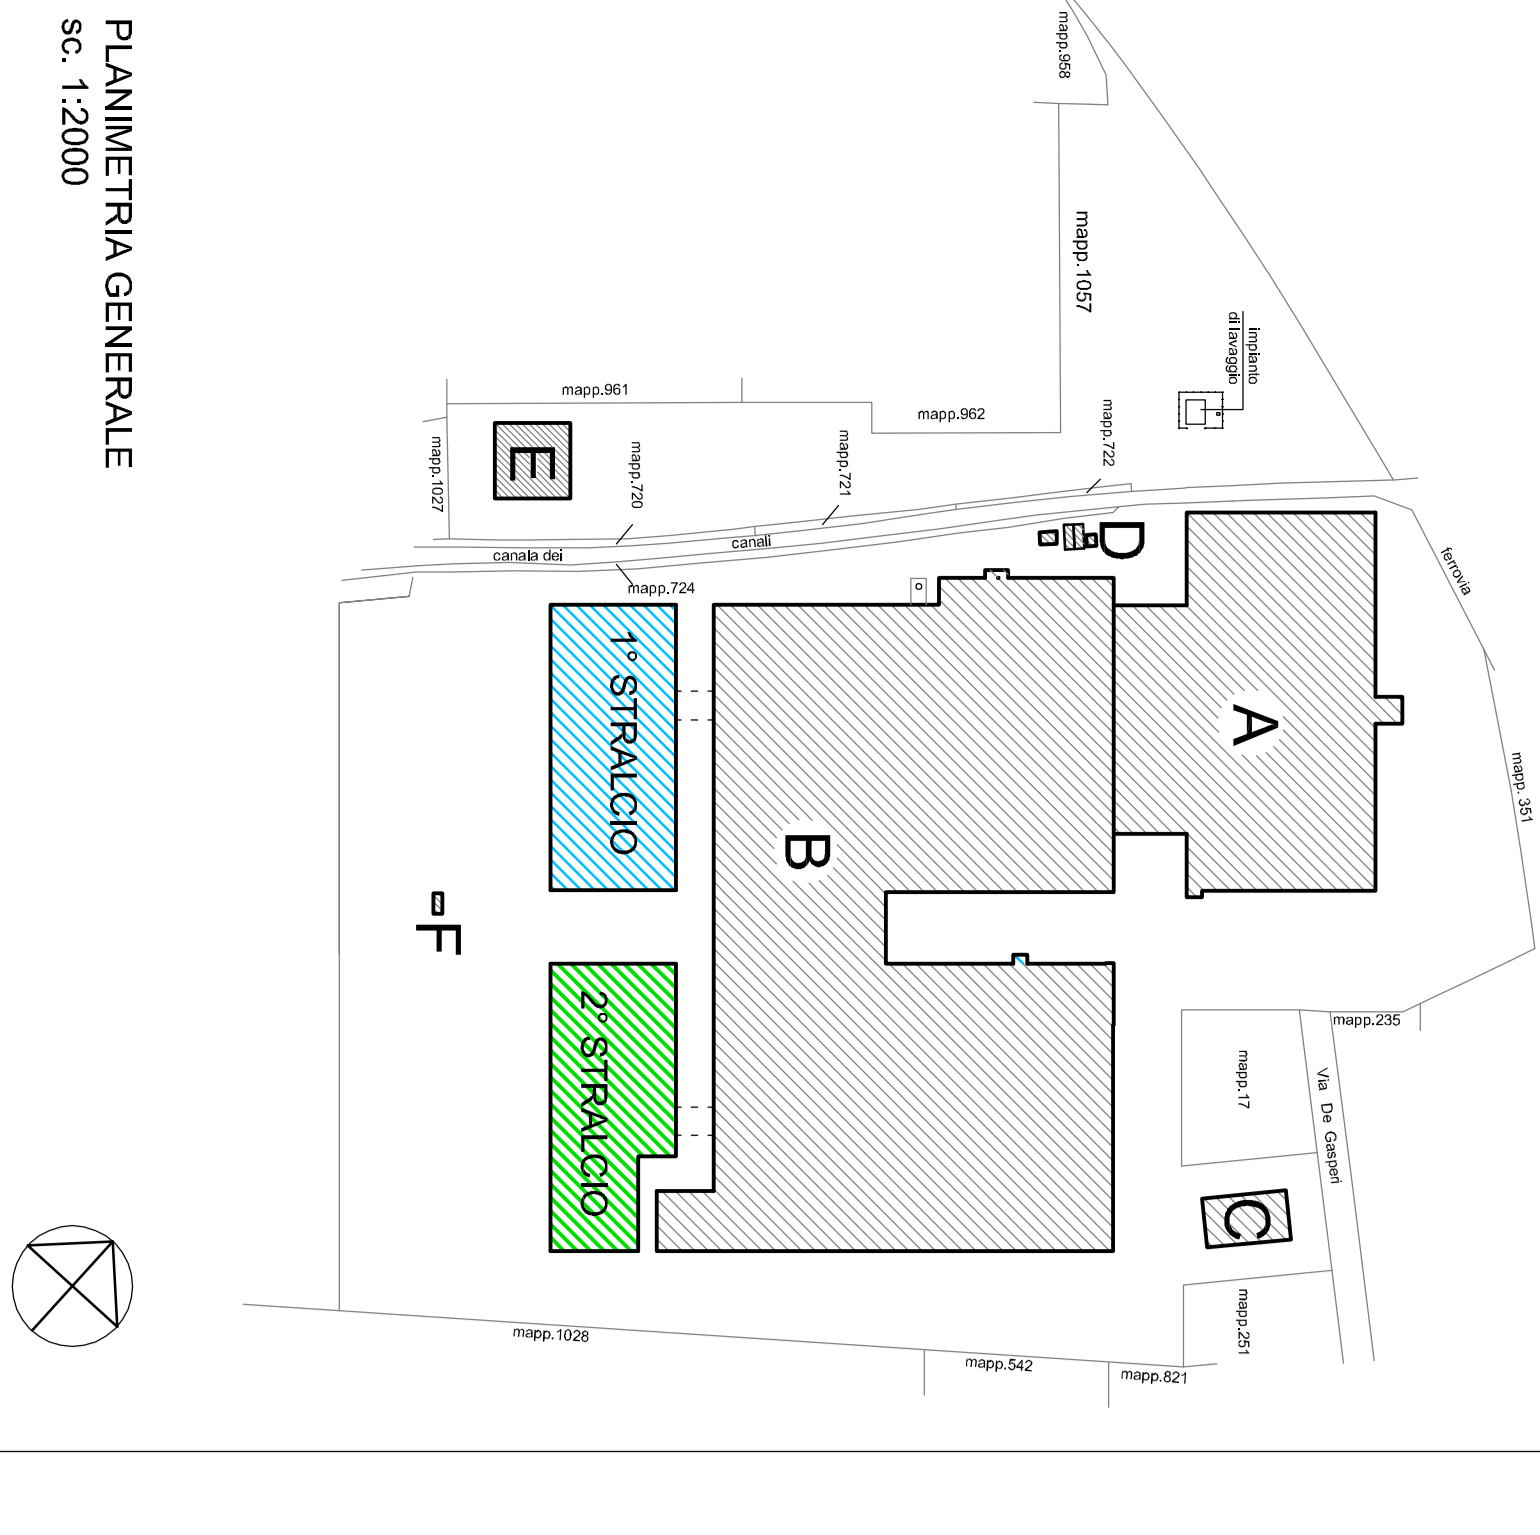 PLANIMETRIA GENERALE
sc. 1:2000
mapp.958
mapp.1057
impianto
di lavaggio
mapp.961
mapp.962
mapp.722
mapp.1027
E
mapp.720
mapp.721
canala dei
canali
mapp.724
D
ferrovia
A
mapp. 351
1° STRALCIO
B
F
2° STRALCIO
mapp.235
mapp.17
Via De Gasperi
C
mapp.251
mapp.1028
mapp.542
mapp.821